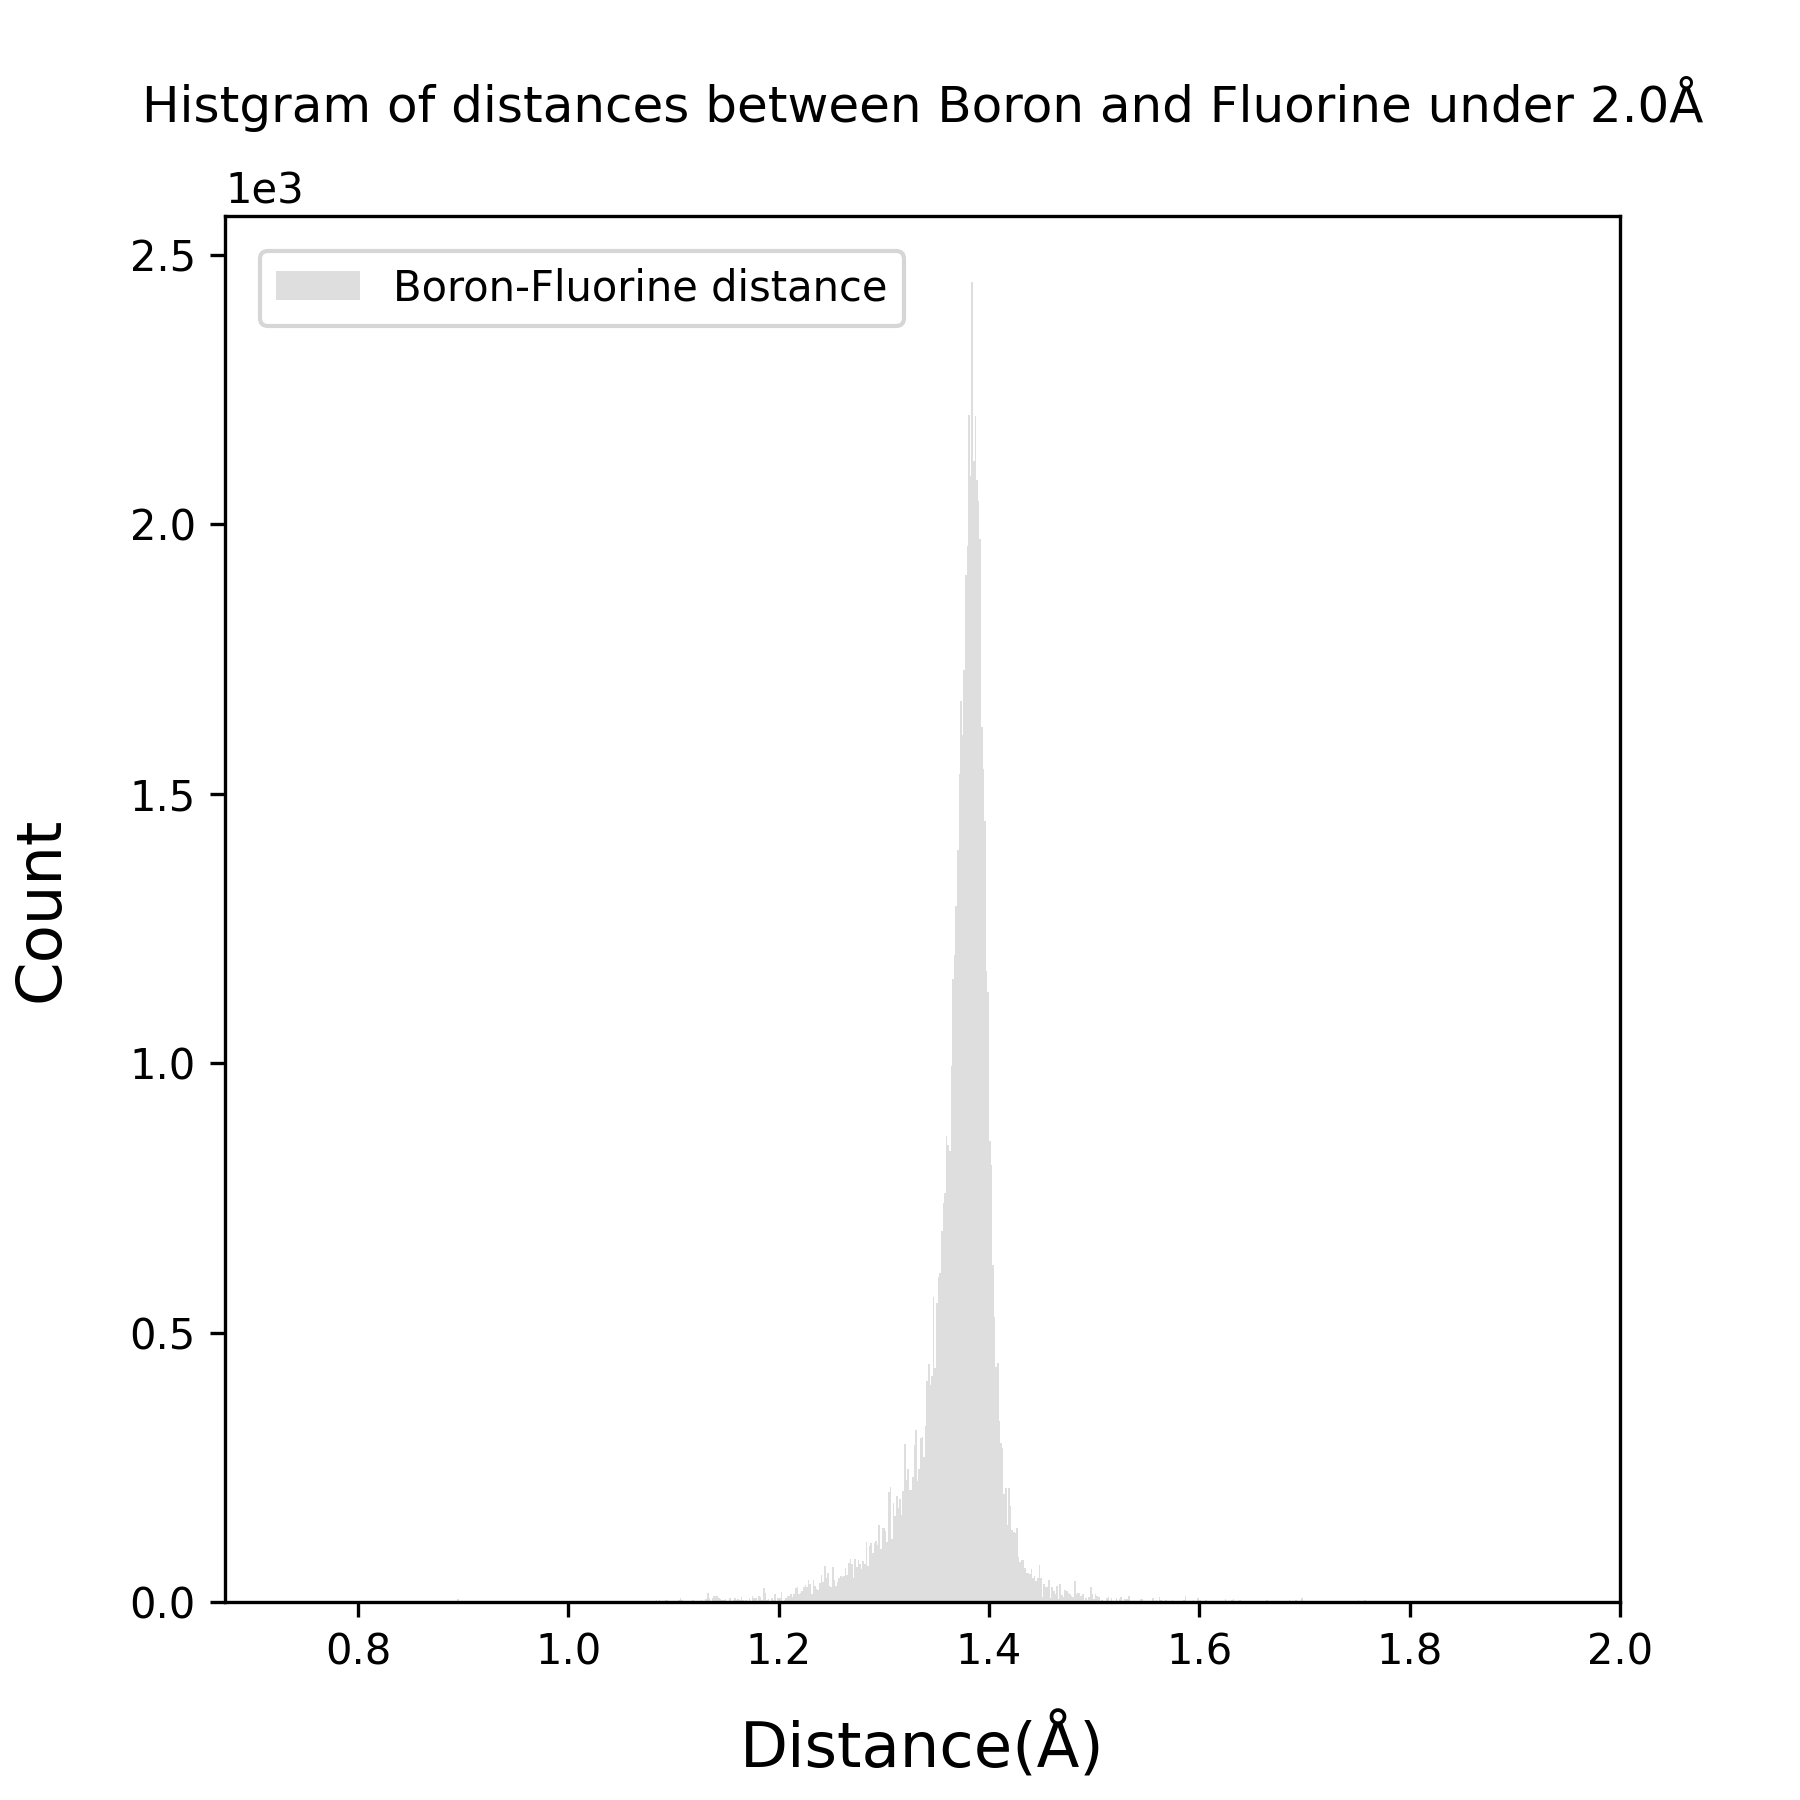 Histgram of distances between Boron and Fluorine under 2.0Å
1e3
2.5
Boron-Fluorine distance
2.0
1.5
1.0
0.5
0.0
Count
0.8 1.0 1.2 1.4 1.6 1.8 2.0
Distance(Å)